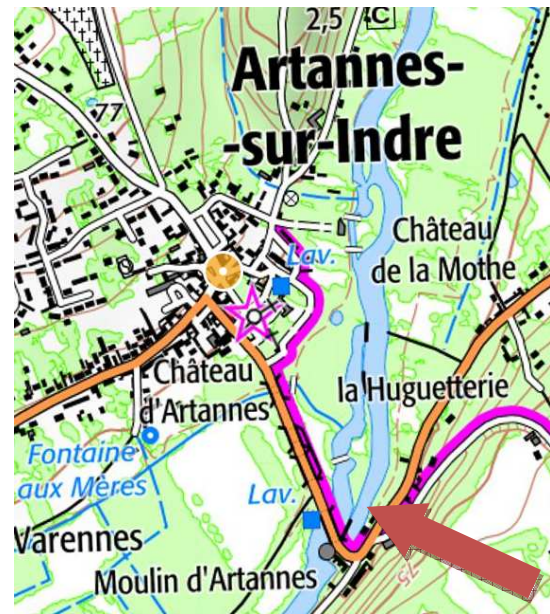 2,5 C
Artannes-
-sur-Indre
77
Lav.
Château
de la Mothe
Château
d'Artannes
la Huguetterie
Fontaine
aux Mères
Lav.
Varennes
Moulin d'Artannes
75